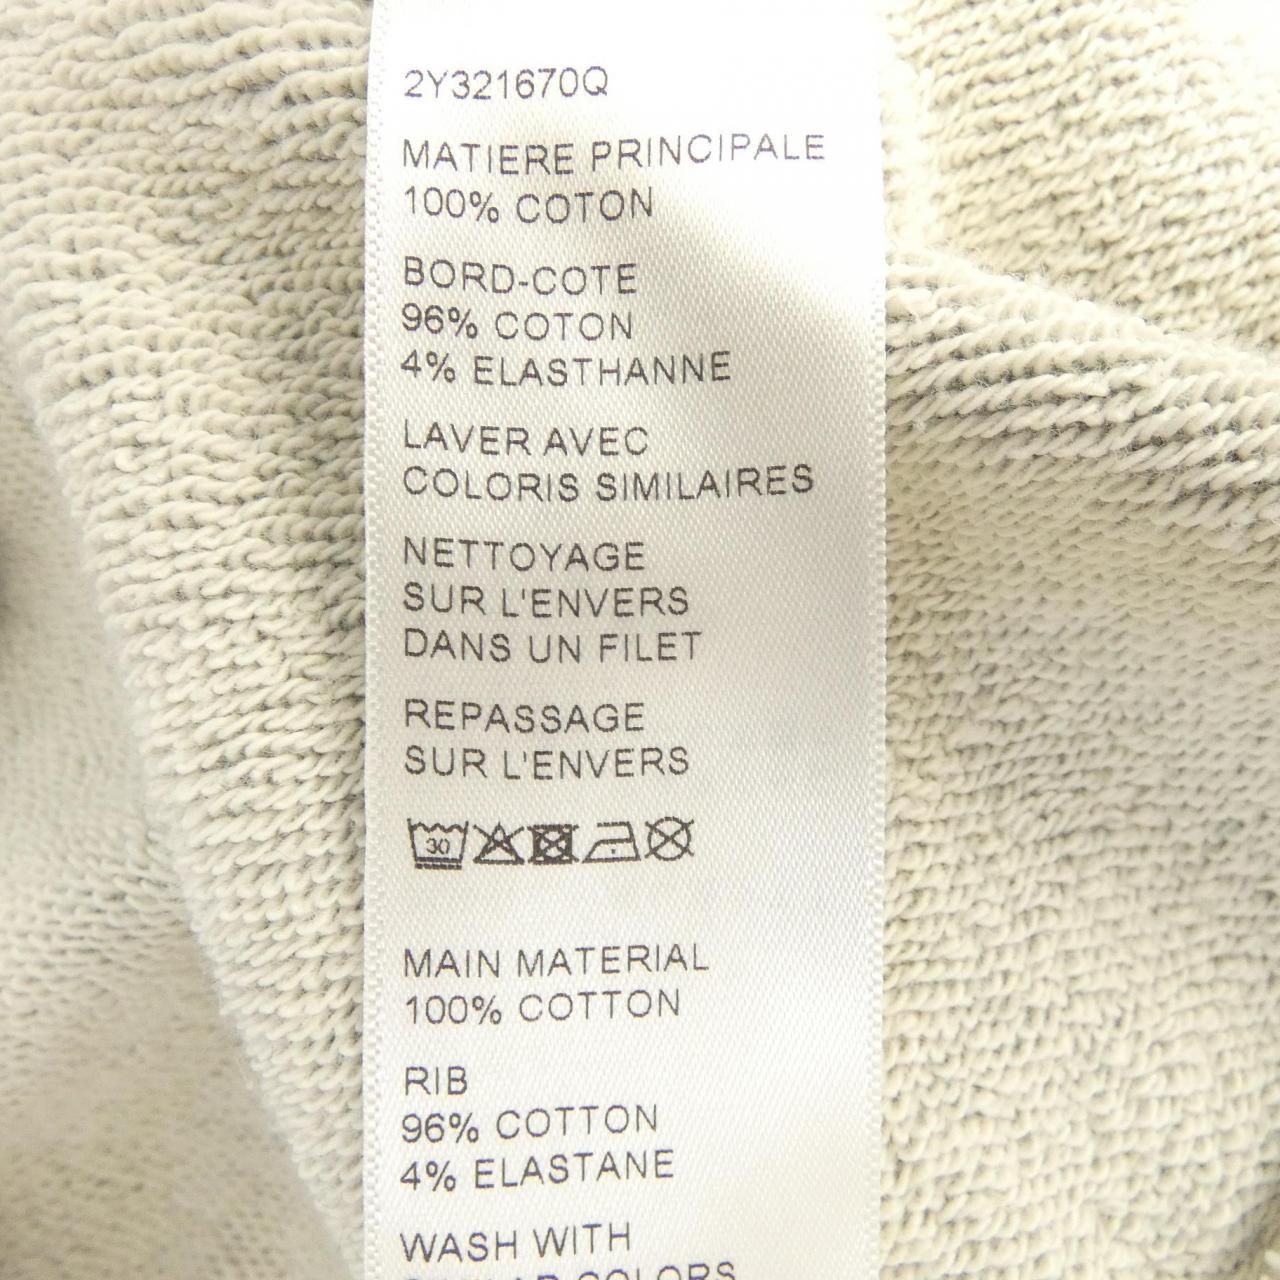 2Y321670Q
MATIERE PRINCIPALE
100% COTON
BORD-COTE
96% COTON
4% ELASTHANNE
LAVER AVEC
COLORIS SIMILAIRES
NETTOYAGE
SUR L'ENVERS
DANS UN FILET
REPASSAGE
SUR L'ENVERS
30
MAIN MATERIAL
100% COTTON
RIB
96% COTTON
4% ELASTANE
WASH WITH
COLORS